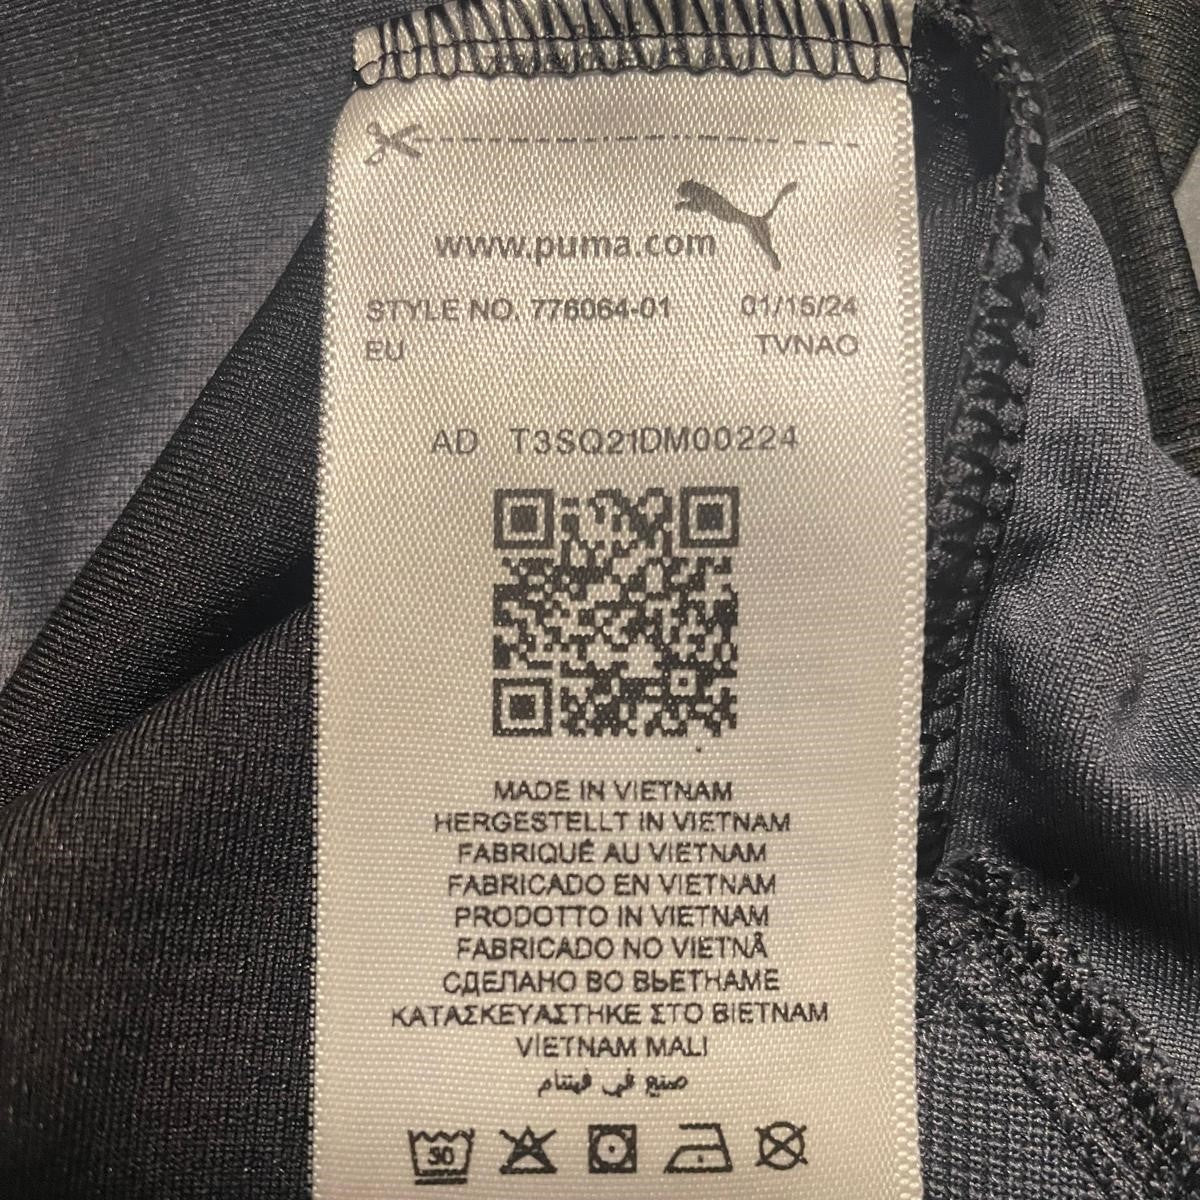 www.puma.com
STYLE NO. 776064-01 01/15/24
EU TVNAO
AD T3SQ21DM00224
MADE IN VIETNAM
HERGESTELLT IN VIETNAM
FABRIQUÉ AU VIETNAM
FABRICADO EN VIETNAM
PRODOTTO IN VIETNAM
FABRICADO NO VIETNÃ
СДЕЛАНО ВО ВЬЕТНАМЕ
ΚΑΤΑΣΚΕΥΑΣΤΗΚΕ ΣΤΟ ΒΙΕΤΝΑΜ
VİETNAM MALI
صنع في فيتنام
30